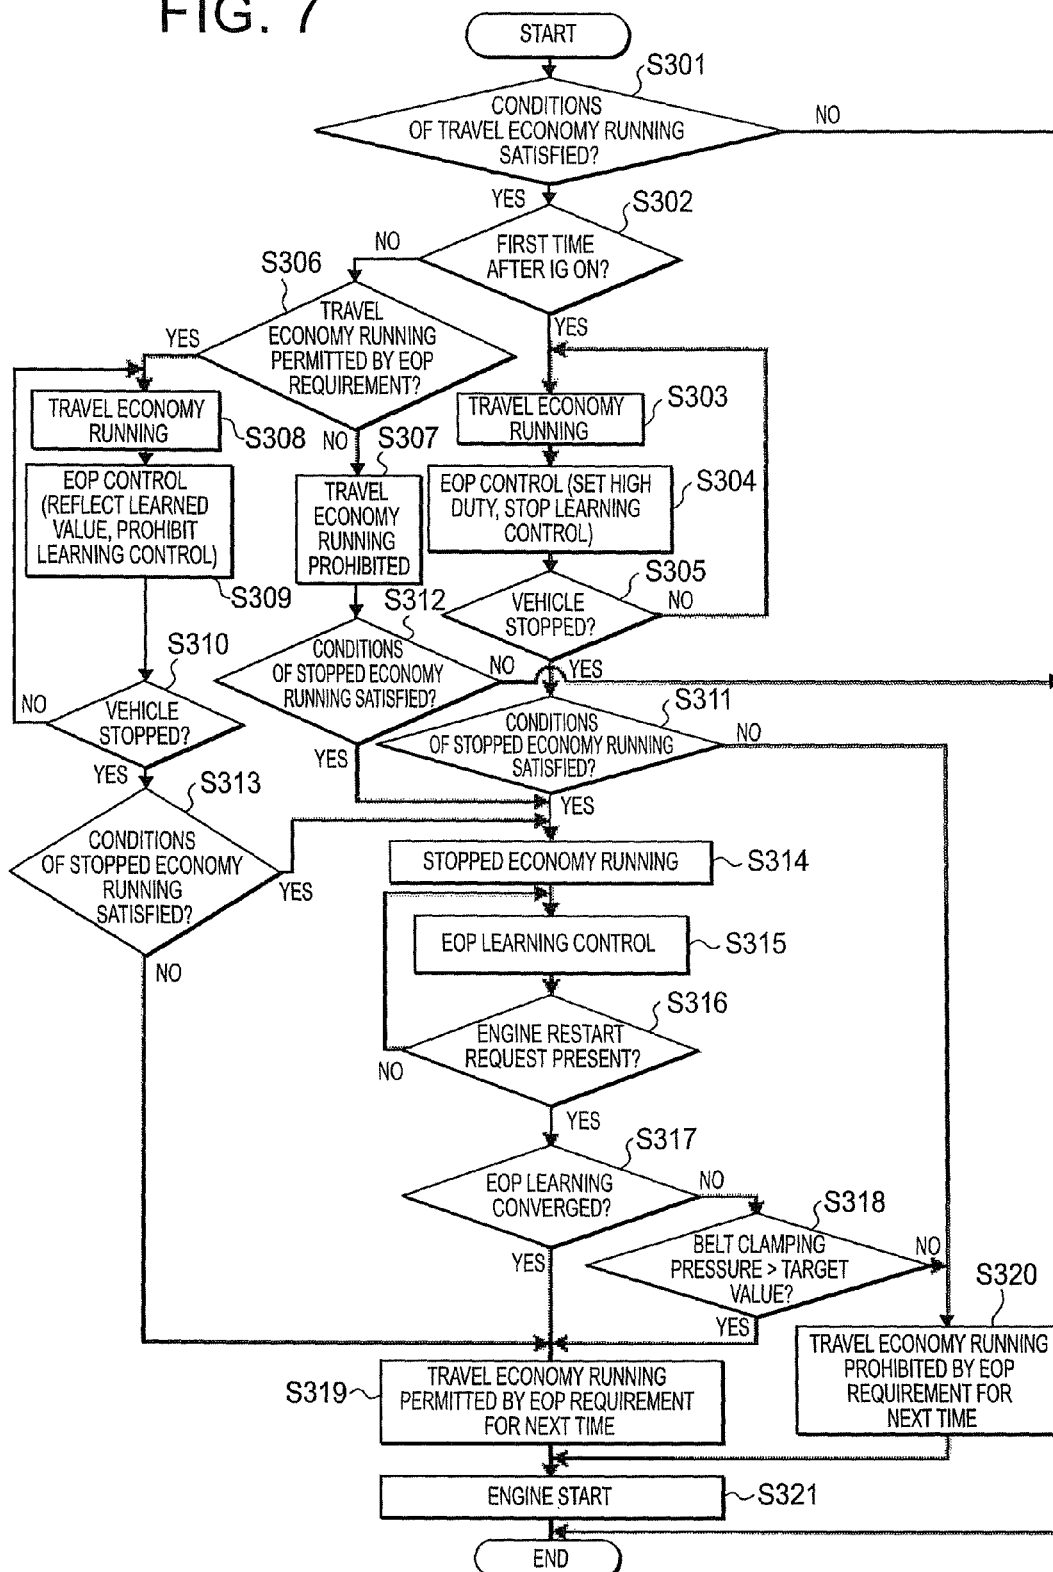 FIG. 7
START
S301
CONDITIONS
OF TRAVEL ECONOMY RUNNING
SATISFIED?
NO
YES
S302
FIRST TIME
AFTER IG ON?
NO
YES
S306
TRAVEL
ECONOMY RUNNING
PERMITTED BY EOP
REQUIREMENT?
YES
NO
TRAVEL ECONOMY
RUNNING
S308
S307
TRAVEL
ECONOMY
RUNNING
PROHIBITED
TRAVEL ECONOMY
RUNNING
S303
EOP CONTROL
(REFLECT LEARNED
VALUE, PROHIBIT
LEARNING CONTROL)
S309
EOP CONTROL (SET HIGH
DUTY, STOP LEARNING
CONTROL)
S304
VEHICLE
STOPPED?
S305
NO
YES
S312
CONDITIONS
OF STOPPED ECONOMY
RUNNING SATISFIED?
NO
YES
S310
VEHICLE
STOPPED?
NO
YES
S311
CONDITIONS
OF STOPPED ECONOMY RUNNING
SATISFIED?
NO
YES
S313
CONDITIONS
OF STOPPED ECONOMY
RUNNING
SATISFIED?
YES
NO
STOPPED ECONOMY RUNNING
S314
EOP LEARNING CONTROL
S315
S316
ENGINE RESTART
REQUEST PRESENT?
NO
YES
S317
EOP LEARNING
CONVERGED?
NO
YES
S318
BELT CLAMPING
PRESSURE > TARGET
VALUE?
NO
YES
S320
TRAVEL ECONOMY RUNNING
PROHIBITED BY EOP
REQUIREMENT FOR
NEXT TIME
S319
TRAVEL ECONOMY RUNNING
PERMITTED BY EOP REQUIREMENT
FOR NEXT TIME
ENGINE START
S321
END